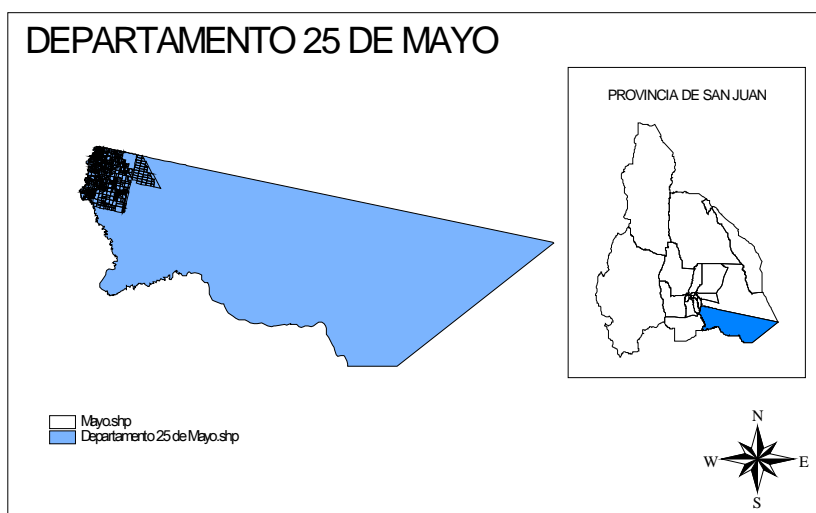 DEPARTAMENTO 25 DE MAYO
PROVINCIA DE SAN JUAN
Mayo.shp
Departamento 25 de Mayo.shp
N
W
E
S